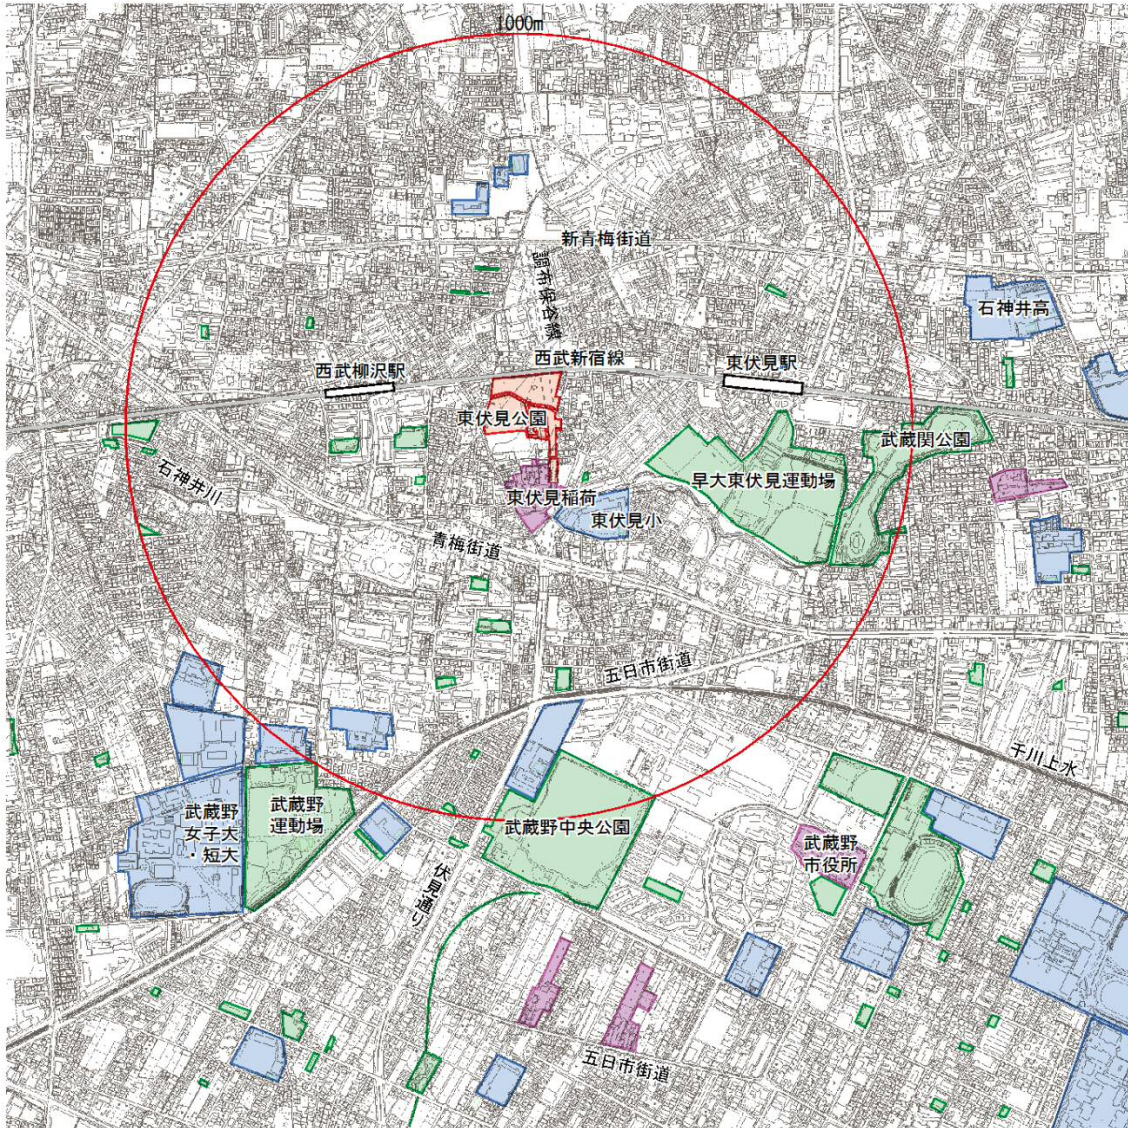 1000m
新青梅街道
調布保谷線
石神井高
西武新宿線
東伏見駅
西武柳沢駅
東伏見公園
武蔵関公園
石神井川
早大東伏見運動場
東伏見稲荷
東伏見小
青梅街道
五日市街道
千川上水
武蔵野
女子大
・短大
武蔵野
運動場
武蔵野中央公園
武蔵野
市役所
伏見通り
五日市街道